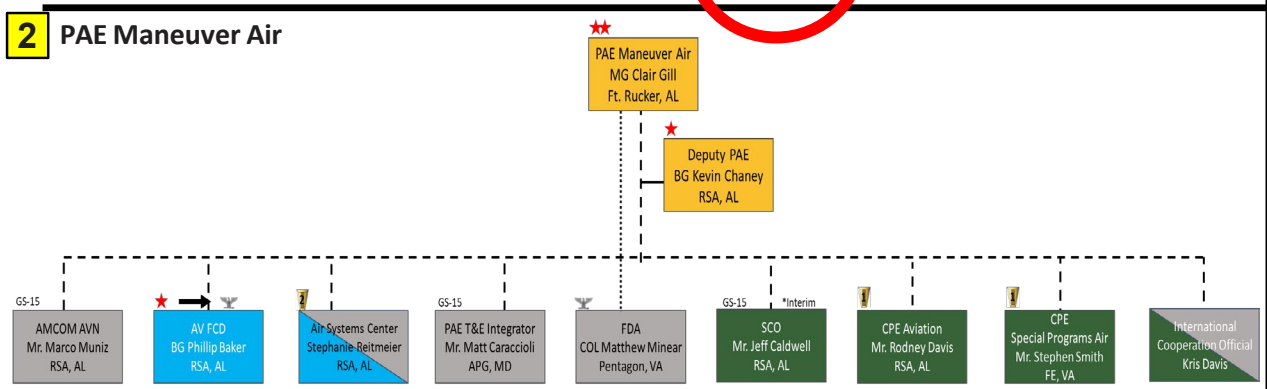 2 PAE Maneuver Air
PAE Maneuver Air
MG Clair Gill
Ft. Rucker, AL
Deputy PAE
BG Kevin Chaney
RSA, AL
GS-15
AMCOM AVN
Mr. Marco Muniz
RSA, AL
AV FCD
BG Phillip Baker
RSA, AL
2
Air Systems Center
Stephanie Reitmeier
RSA, AL
GS-15
PAE T&E Integrator
Mr. Matt Caraccioli
APG, MD
FDA
COL Matthew Minear
Pentagon, VA
GS-15 *Interim
SCO
Mr. Jeff Caldwell
RSA, AL
1
CPE Aviation
Mr. Rodney Davis
RSA, AL
1
CPE
Special Programs Air
Mr. Stephen Smith
FE, VA
International
Cooperation Official
Kris Davis